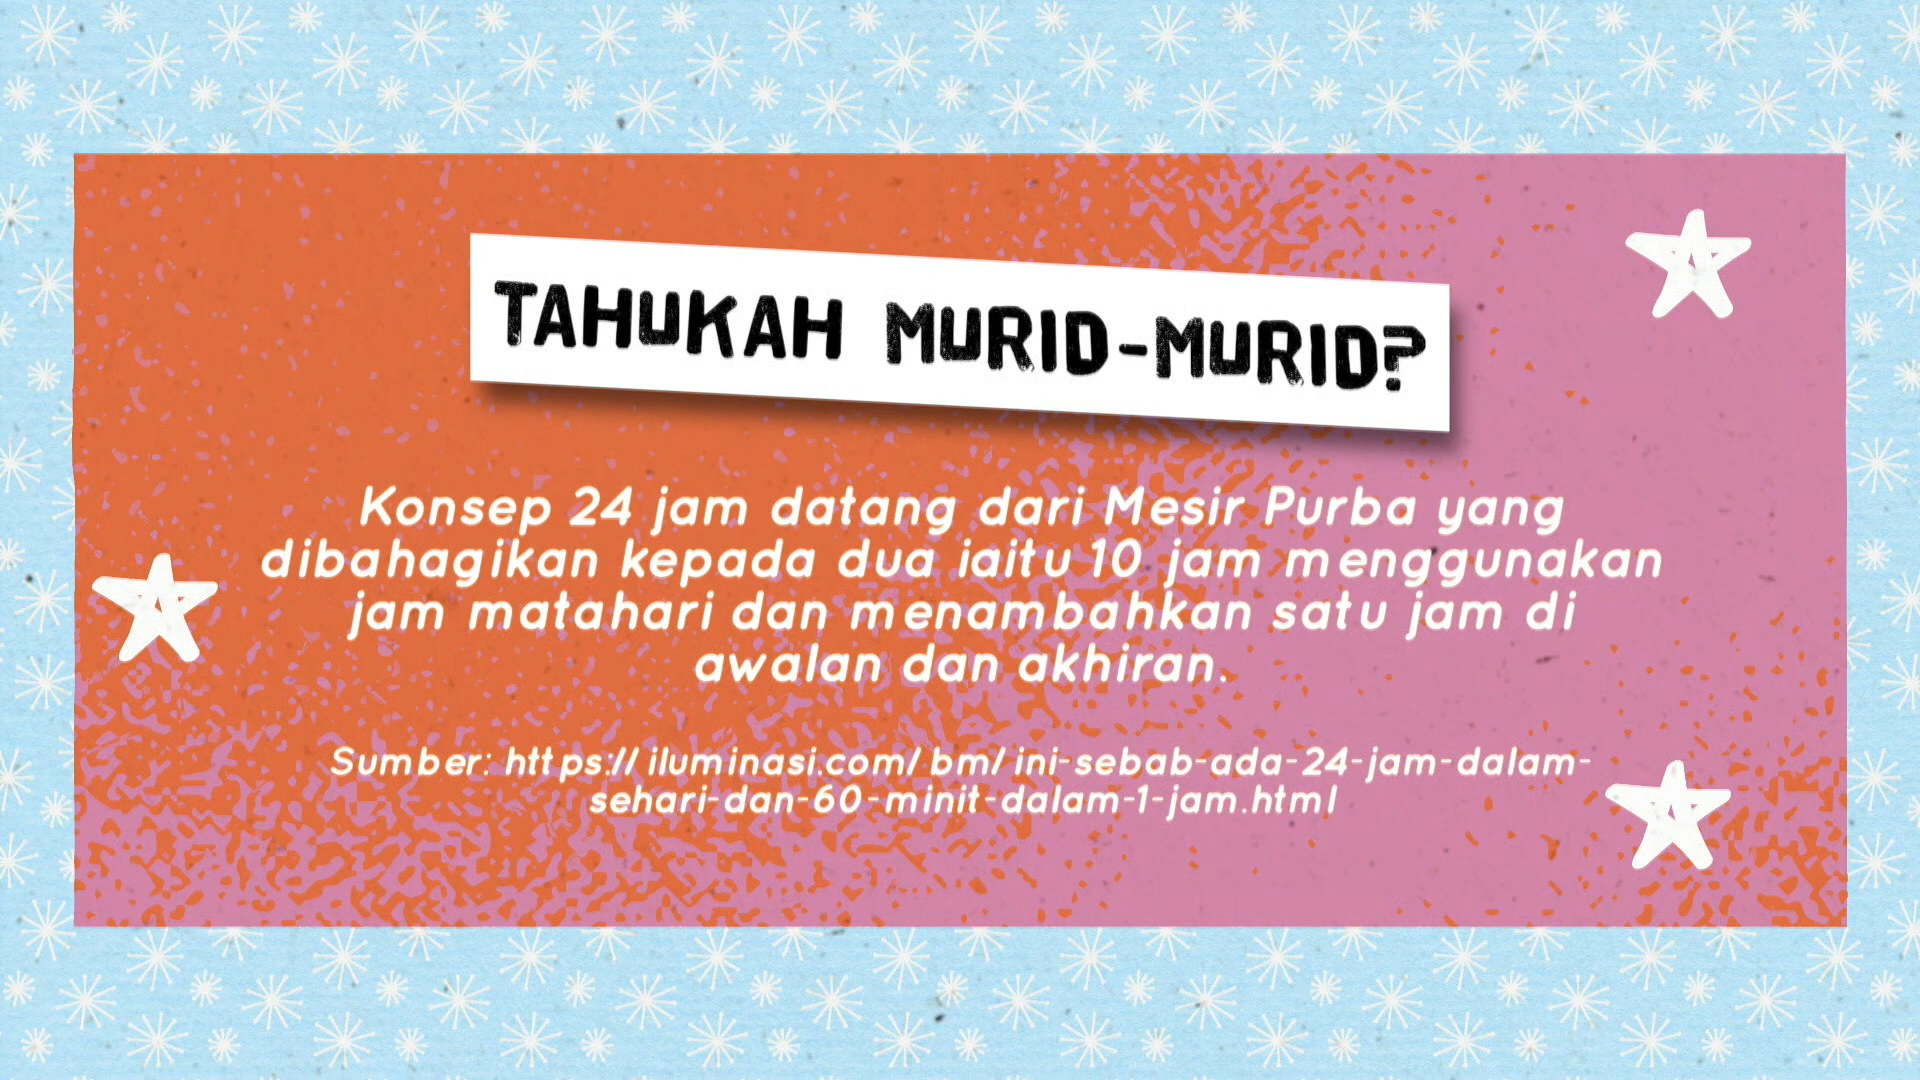 TAHUKAH MURID-MURID?
Konsep 24 jam datang dari Mesir Purba yang
dibahagikan kepada dua iaitu 10 jam menggunakan
jam matahari dan menambahkan satu jam di
awalan dan akhiran.
Sumber: https://iluminasi.com/bm/ini-sebab-ada-24-jam-dalam-
sehari-dan-60-minit-dalam-1-jam.html